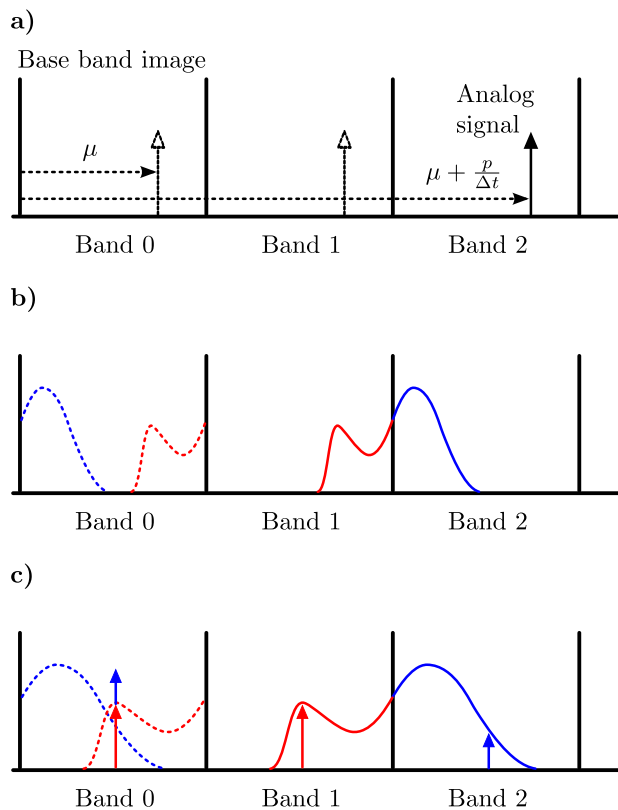 a)
Base band image
Analog
signal
μ
μ + p/Δt
Band 0 Band 1 Band 2
b)
Band 0 Band 1 Band 2
c)
Band 0 Band 1 Band 2